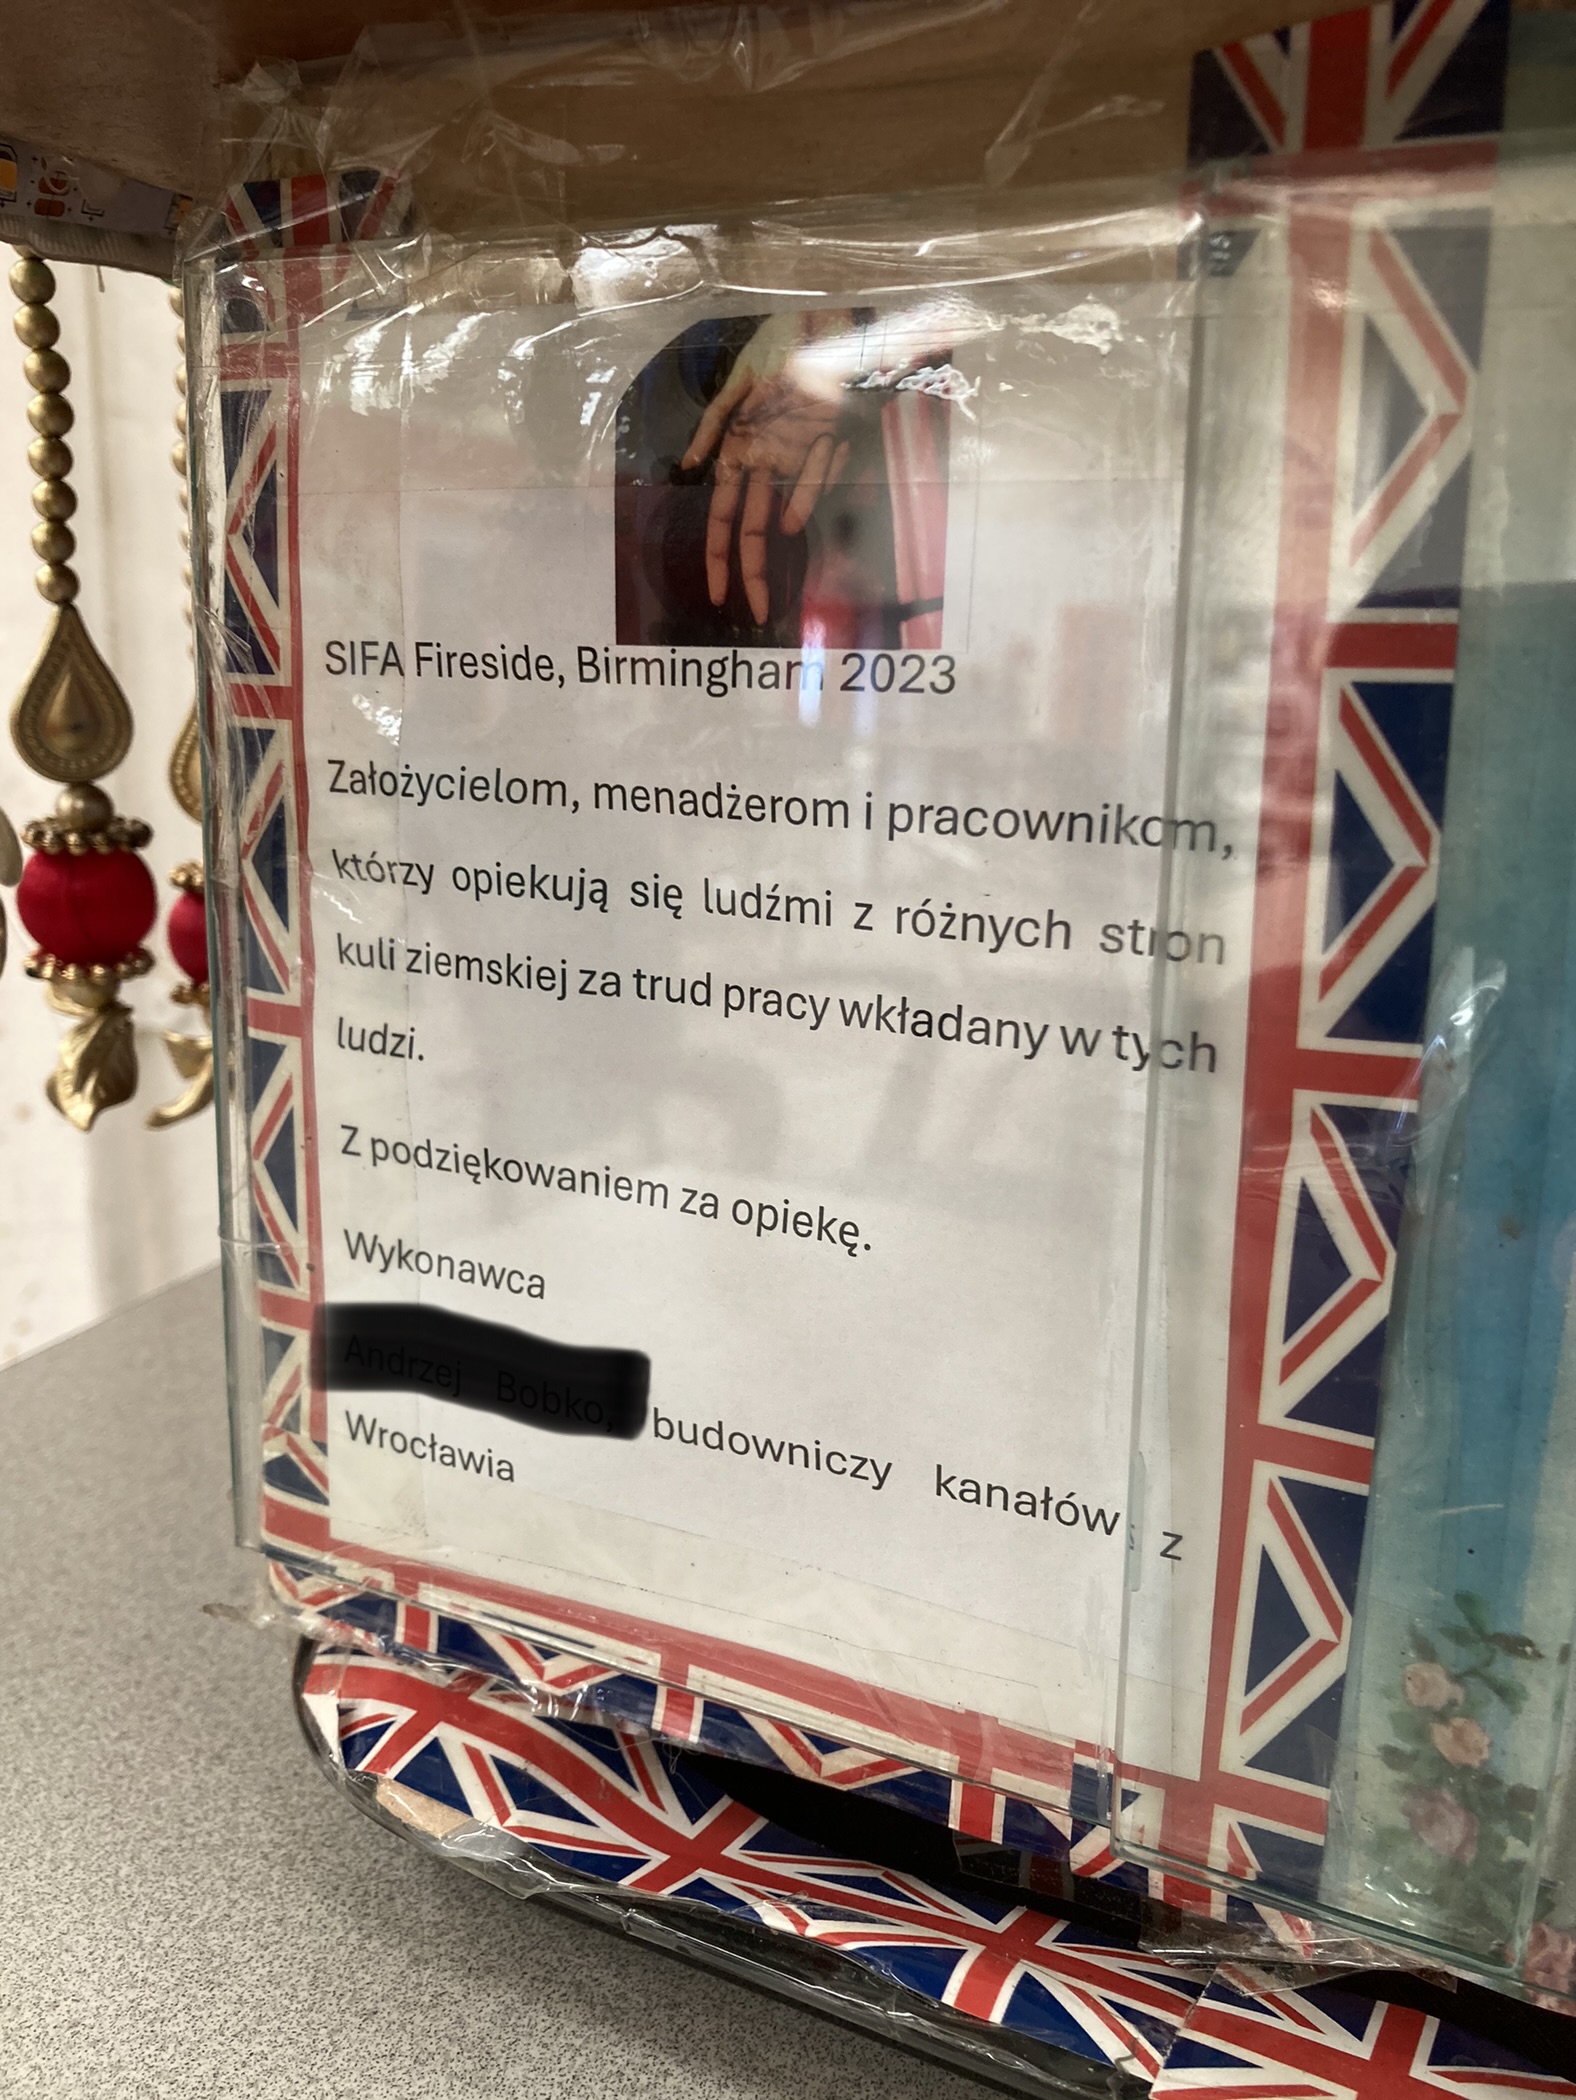 SIFA Fireside, Birmingham 2023
Założycielom, menadżerom i pracownikom,
którzy opiekują się ludźmi z różnych stron
kuli ziemskiej za trud pracy wkładany w tych
ludzi.
Z podziękowaniem za opiekę.
Wykonawca
budowniczy kanałów z
Wrocławia